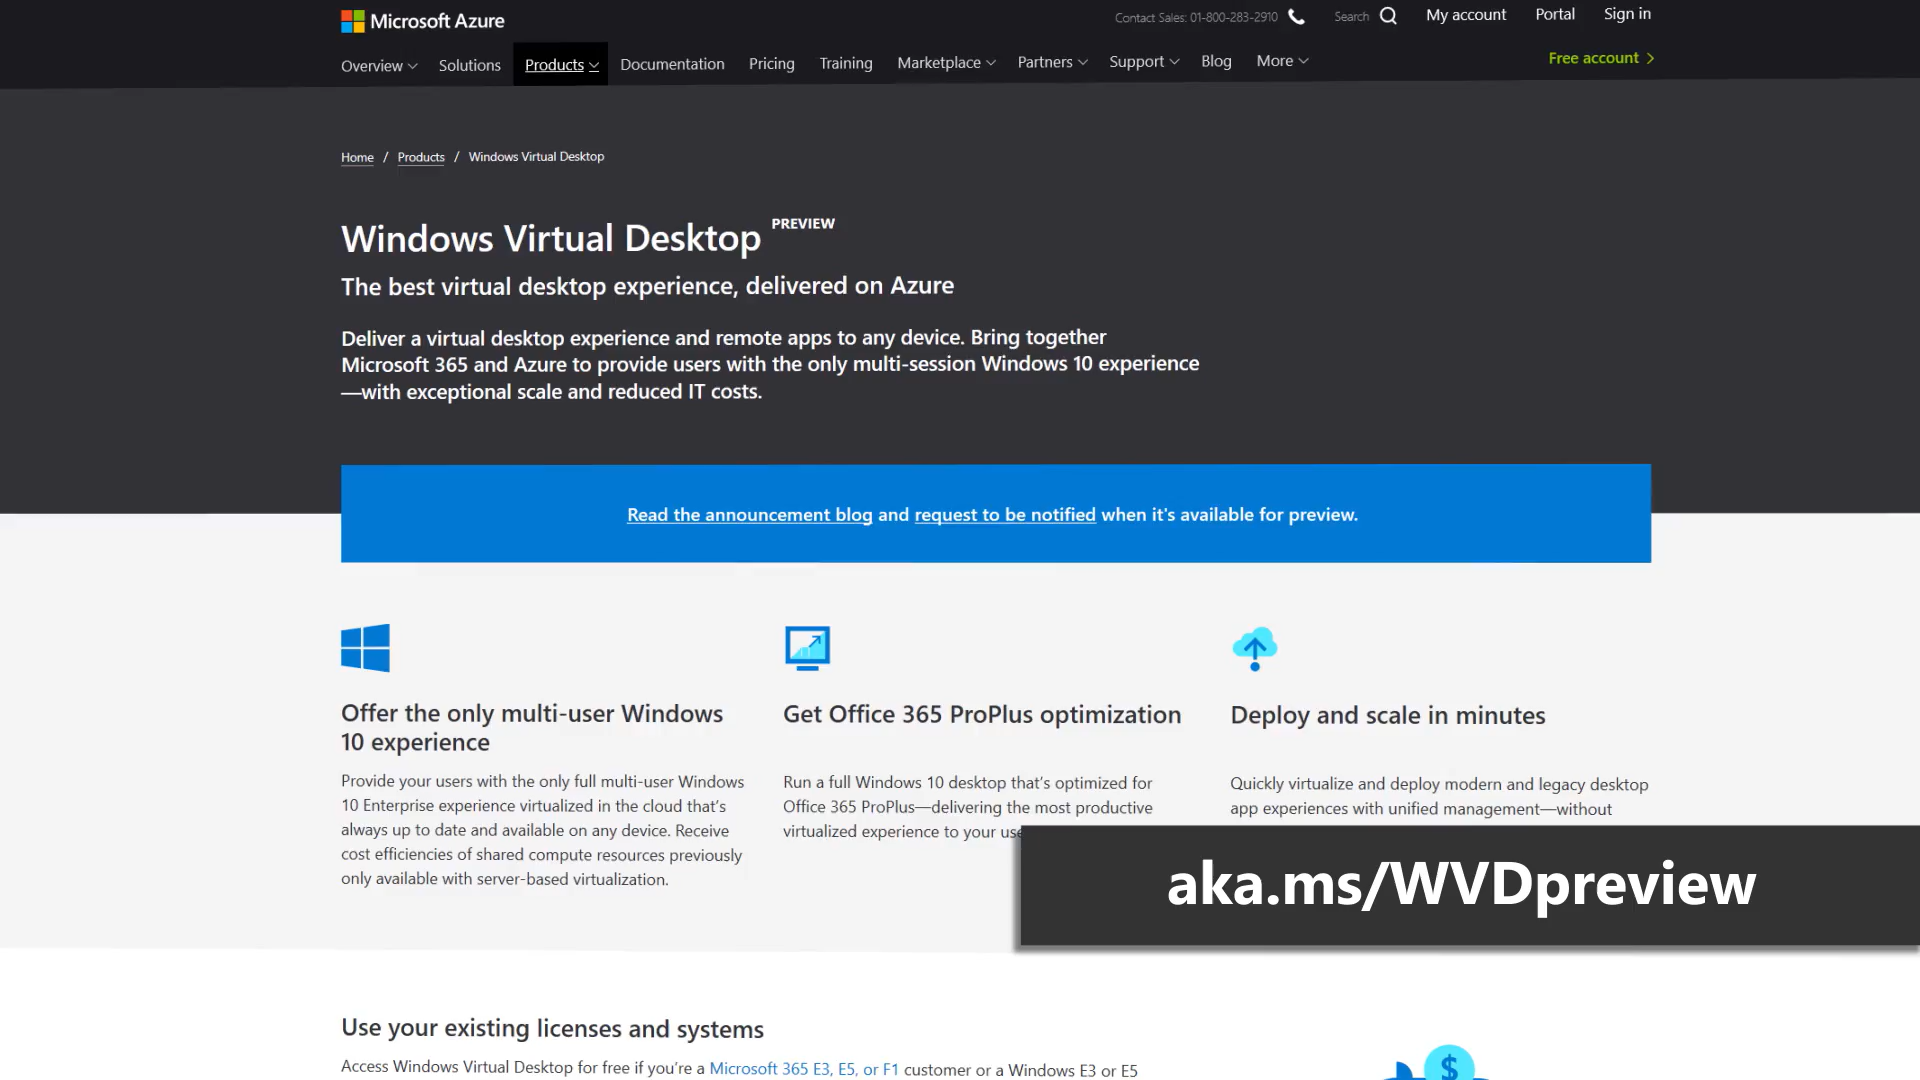 Microsoft Azure
Contact Sales: 01-800-283-2910
Search
My account
Portal
Sign in
Overview
Solutions
Products
Documentation
Pricing
Training
Marketplace
Partners
Support
Blog
More
Free account
Home / Products / Windows Virtual Desktop
Windows Virtual Desktop PREVIEW
The best virtual desktop experience, delivered on Azure
Deliver a virtual desktop experience and remote apps to any device. Bring together
Microsoft 365 and Azure to provide users with the only multi-session Windows 10 experience
—with exceptional scale and reduced IT costs.
Read the announcement blog and request to be notified when it's available for preview.
Offer the only multi-user Windows
10 experience
Provide your users with the only full multi-user Windows
10 Enterprise experience virtualized in the cloud that's
always up to date and available on any device. Receive
cost efficiencies of shared compute resources previously
only available with server-based virtualization.
Get Office 365 ProPlus optimization
Run a full Windows 10 desktop that's optimized for
Office 365 ProPlus—delivering the most productive
virtualized experience to your
Deploy and scale in minutes
Quickly virtualize and deploy modern and legacy desktop
app experiences with unified management—without
aka.ms/WVDpreview
Use your existing licenses and systems
Access Windows Virtual Desktop for free if you're a Microsoft 365 E3, E5, or F1 customer or a Windows E3 or E5
$